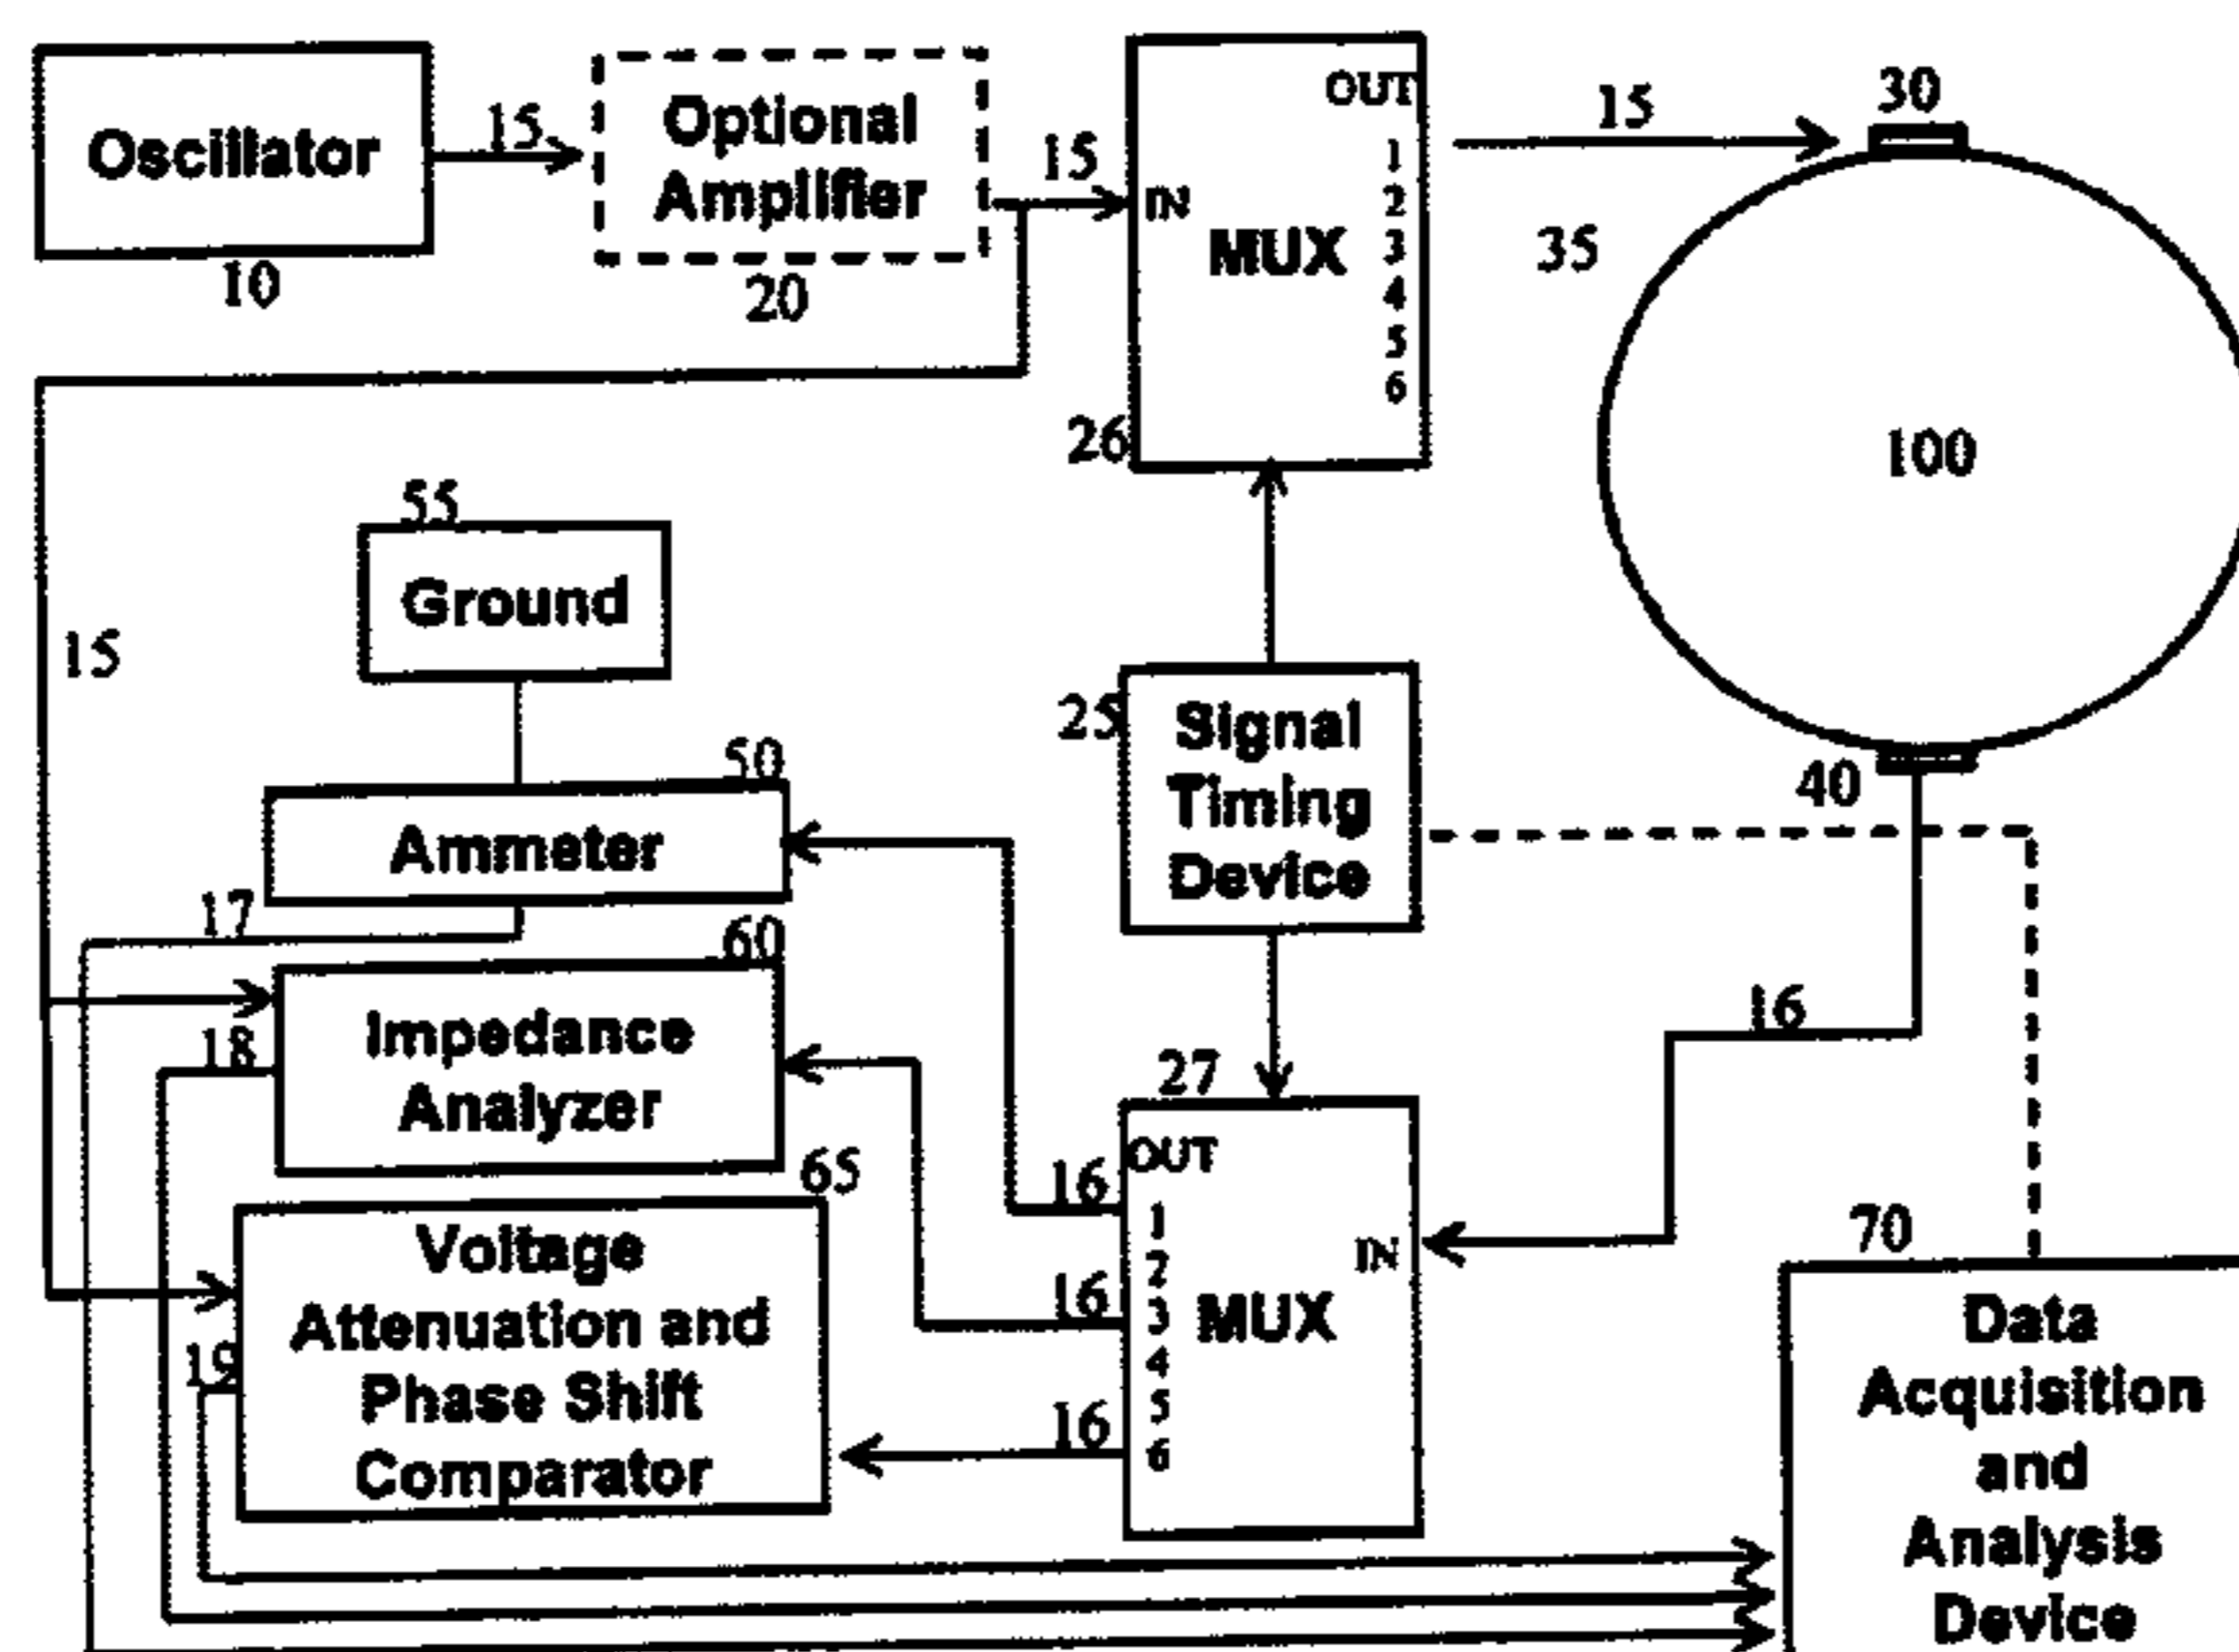 Oscillator
10
15
Optional
Amplifier
20
15
OUT
IN
MUX
1
2
3
4
5
6
26
15
30
35
100
40
55
Ground
15
50
Ammeter
17
60
Impedance
Analyzer
18
65
Voltage
Attenuation and
Phase Shift
Comparator
19
25
Signal
Timing
Device
16
27
OUT
IN
MUX
1
2
3
4
5
6
16
16
16
70
Data
Acquisition
and
Analysis
Device